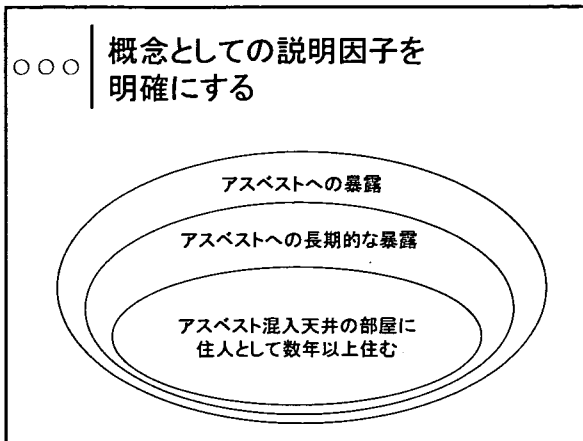 概念としての説明因子を
明確にする
アスベストへの暴露
アスベストへの長期的な暴露
アスベスト混入天井の部屋に
住人として数年以上住む